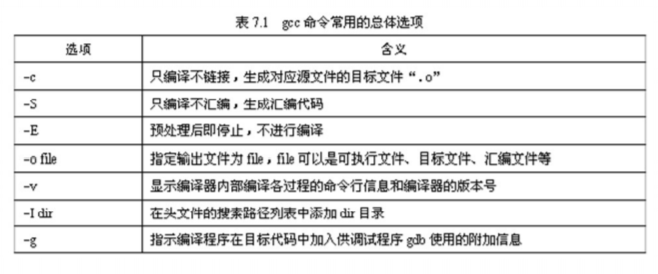 表 7.1 gcc 命令常用的总体选项
选项 含义
-c 只编译不链接，生成对应源文件的目标文件“.o”
-S 只编译不汇编，生成汇编代码
-E 预处理后即停止，不进行编译
-o file 指定输出文件为 file，file 可以是可执行文件、目标文件、汇编文件等
-v 显示编译器内部编译各过程的命令行信息和编译器的版本号
-I dir 在头文件的搜索路径列表中添加 dir 目录
-g 指示编译程序在目标代码中加入供调试程序 gdb 使用的附加信息